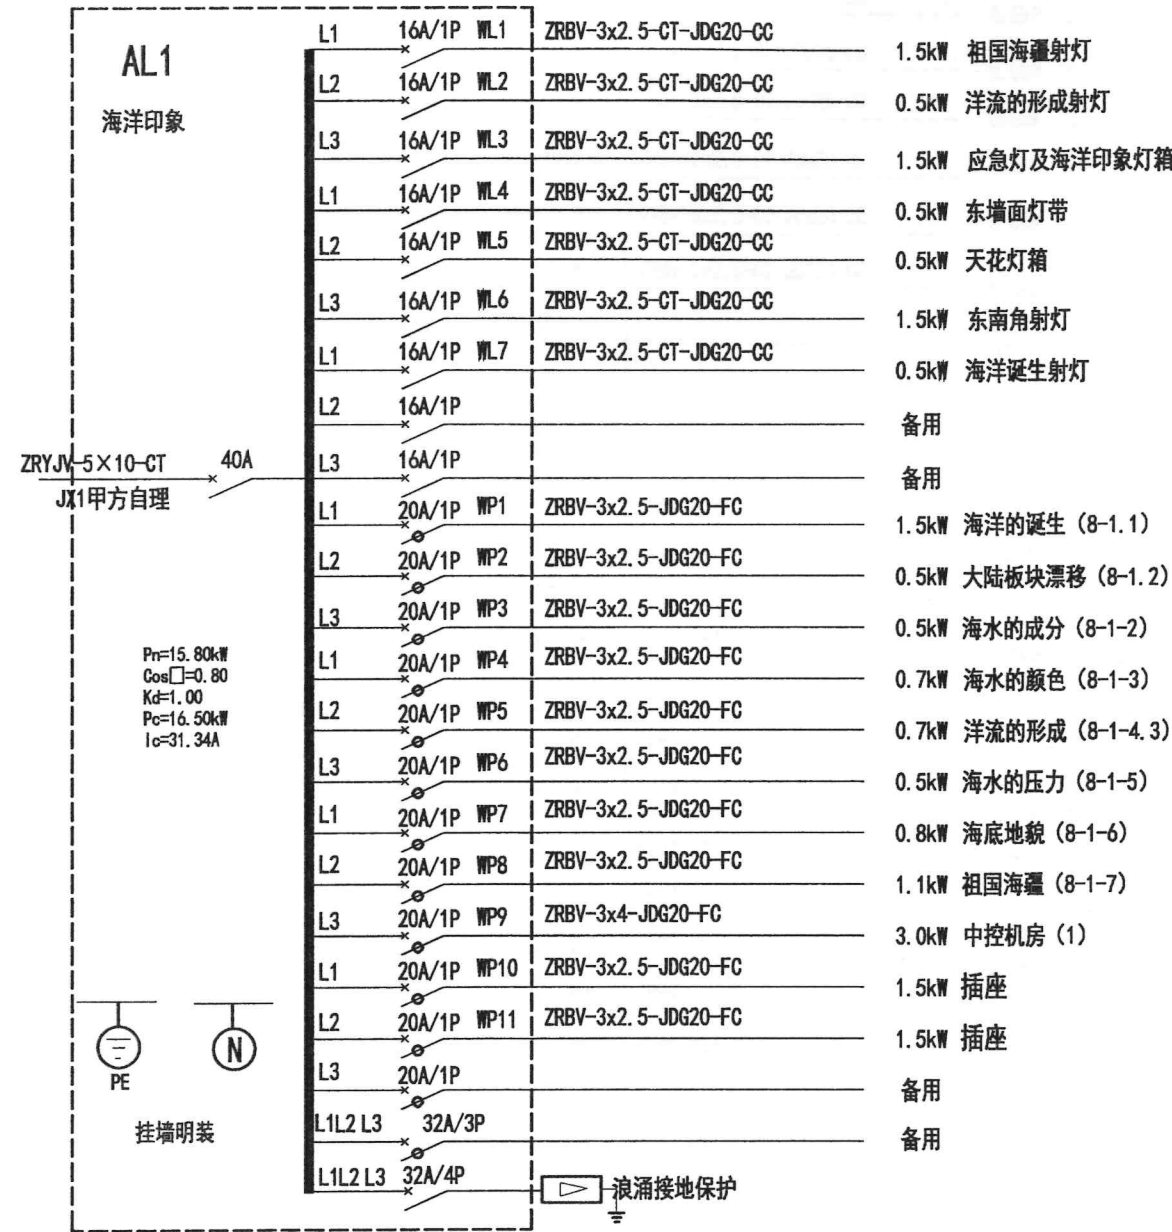 AL1
海洋印象
L1 16A/1P WL1 ZRBV-3x2.5-CT-JDG20-CC 1.5kW 祖国海疆射灯
L2 16A/1P WL2 ZRBV-3x2.5-CT-JDG20-CC 0.5kW 洋流的形成射灯
L3 16A/1P WL3 ZRBV-3x2.5-CT-JDG20-CC 1.5kW 应急灯及海洋印象灯箱
L1 16A/1P WL4 ZRBV-3x2.5-CT-JDG20-CC 0.5kW 东墙面灯带
L2 16A/1P WL5 ZRBV-3x2.5-CT-JDG20-CC 0.5kW 天花灯箱
L3 16A/1P WL6 ZRBV-3x2.5-CT-JDG20-CC 1.5kW 东南角射灯
L1 16A/1P WL7 ZRBV-3x2.5-CT-JDG20-CC 0.5kW 海洋诞生射灯
L2 16A/1P 备用
ZRYJV-5×10-CT 40A L3 16A/1P 备用
JX1甲方自理
L1 20A/1P WP1 ZRBV-3x2.5-JDG20-FC 1.5kW 海洋的诞生（8-1.1）
L2 20A/1P WP2 ZRBV-3x2.5-JDG20-FC 0.5kW 大陆板块漂移（8-1.2）
L3 20A/1P WP3 ZRBV-3x2.5-JDG20-FC 0.5kW 海水的成分（8-1-2）
L1 20A/1P WP4 ZRBV-3x2.5-JDG20-FC 0.7kW 海水的颜色（8-1-3）
L2 20A/1P WP5 ZRBV-3x2.5-JDG20-FC 0.7kW 洋流的形成（8-1-4.3）
L3 20A/1P WP6 ZRBV-3x2.5-JDG20-FC 0.5kW 海水的压力（8-1-5）
L1 20A/1P WP7 ZRBV-3x2.5-JDG20-FC 0.8kW 海底地貌（8-1-6）
L2 20A/1P WP8 ZRBV-3x2.5-JDG20-FC 1.1kW 祖国海疆（8-1-7）
L3 20A/1P WP9 ZRBV-3x4-JDG20-FC 3.0kW 中控机房（1）
L1 20A/1P WP10 ZRBV-3x2.5-JDG20-FC 1.5kW 插座
L2 20A/1P WP11 ZRBV-3x2.5-JDG20-FC 1.5kW 插座
L3 20A/1P 备用
L1L2 L3 32A/3P 备用
L1L2 L3 32A/4P 浪涌接地保护
Pn=15.80kW
Cos□=0.80
Kd=1.00
Pc=16.50kW
Ic=31.34A
PE
N
挂墙明装